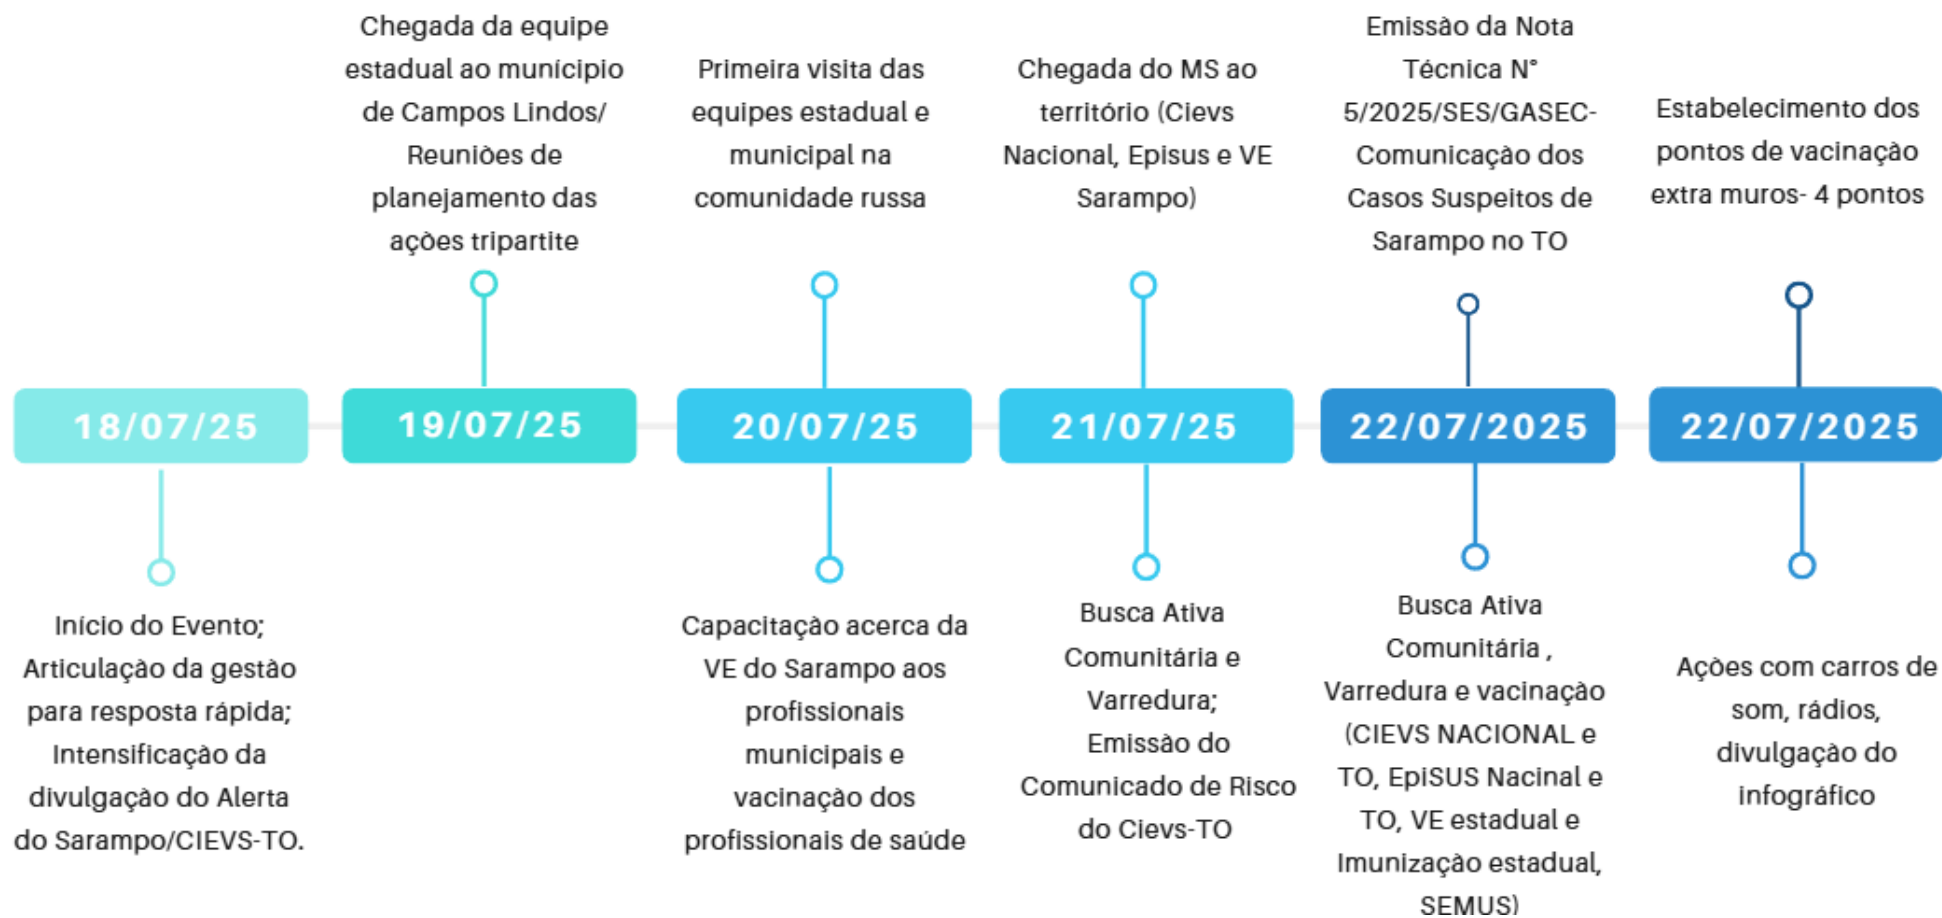 Chegada da equipe
estadual ao munícipio
de Campos Lindos/
Reuniões de
planejamento das
ações tripartite
Primeira visita das
equipes estadual e
municipal na
comunidade russa
Chegada do MS ao
território (Cievs
Nacional, Episus e VE
Sarampo)
Emissão da Nota
Técnica N°
5/2025/SES/GASEC-
Comunicação dos
Casos Suspeitos de
Sarampo no TO
Estabelecimento dos
pontos de vacinação
extra muros- 4 pontos
18/07/25
19/07/25
20/07/25
21/07/25
22/07/2025
22/07/2025
Início do Evento;
Articulação da gestão
para resposta rápida;
Intensificação da
divulgação do Alerta
do Sarampo/CIEVS-TO.
Capacitação acerca da
VE do Sarampo aos
profissionais
municipais e
vacinação dos
profissionais de saúde
Busca Ativa
Comunitária e
Varredura;
Emissão do
Comunicado de Risco
do Cievs-TO
Busca Ativa
Comunitária ,
Varredura e vacinação
(CIEVS NACIONAL e
TO, EpiSUS Nacinal e
TO, VE estadual e
Imunização estadual,
SEMUS)
Ações com carros de
som, rádios,
divulgação do
infográfico